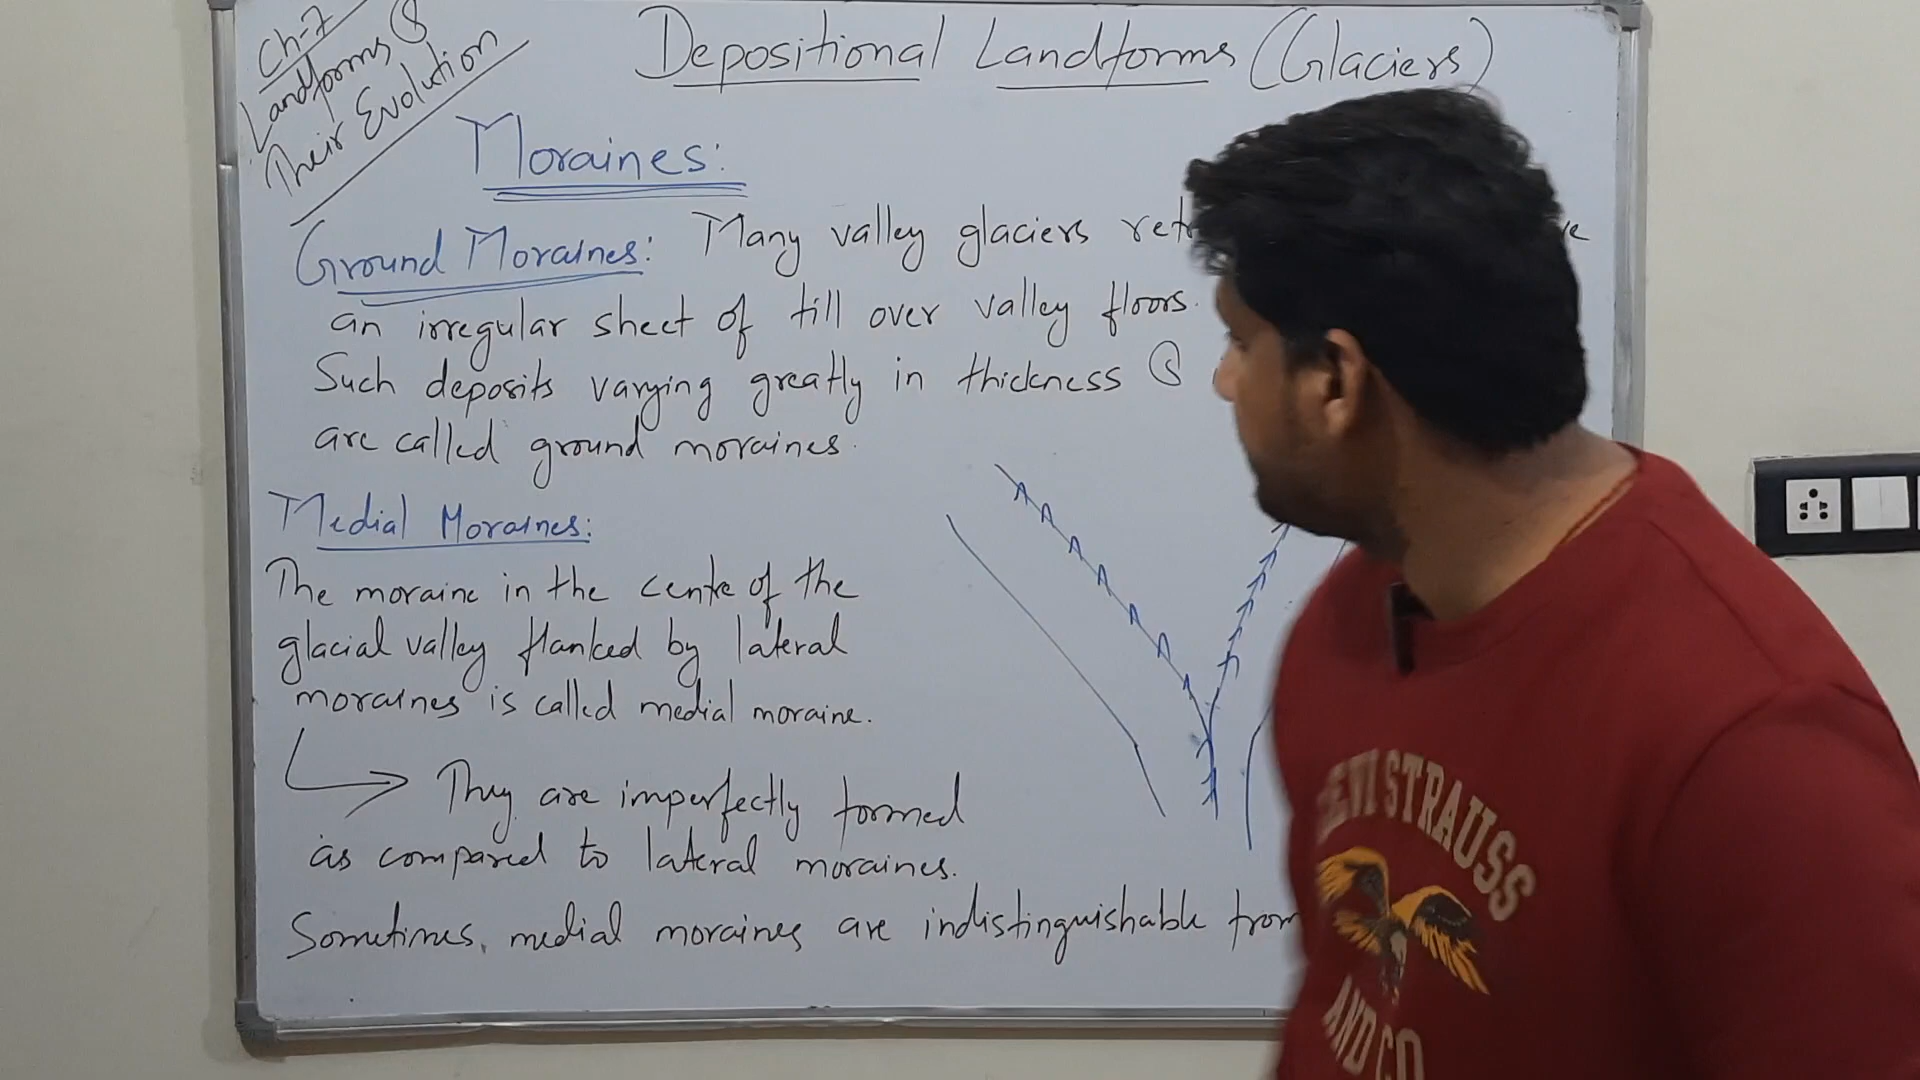 Ch-7
Landforms &
Their Evolution
Depositional Landforms (Glaciers)
Moraines:
Ground Moraines: Many valley glaciers
an irregular sheet of till over valley floors.
Such deposits varying greatly in thickness &
are called ground moraines.
Medial Moraines:
The moraine in the centre of the
glacial valley flanked by lateral
moraines is called medial moraine.
They are imperfectly formed
as compared to lateral moraines.
Sometimes, medial moraines are indistinguishable from
LEVI STRAUSS
AND CO